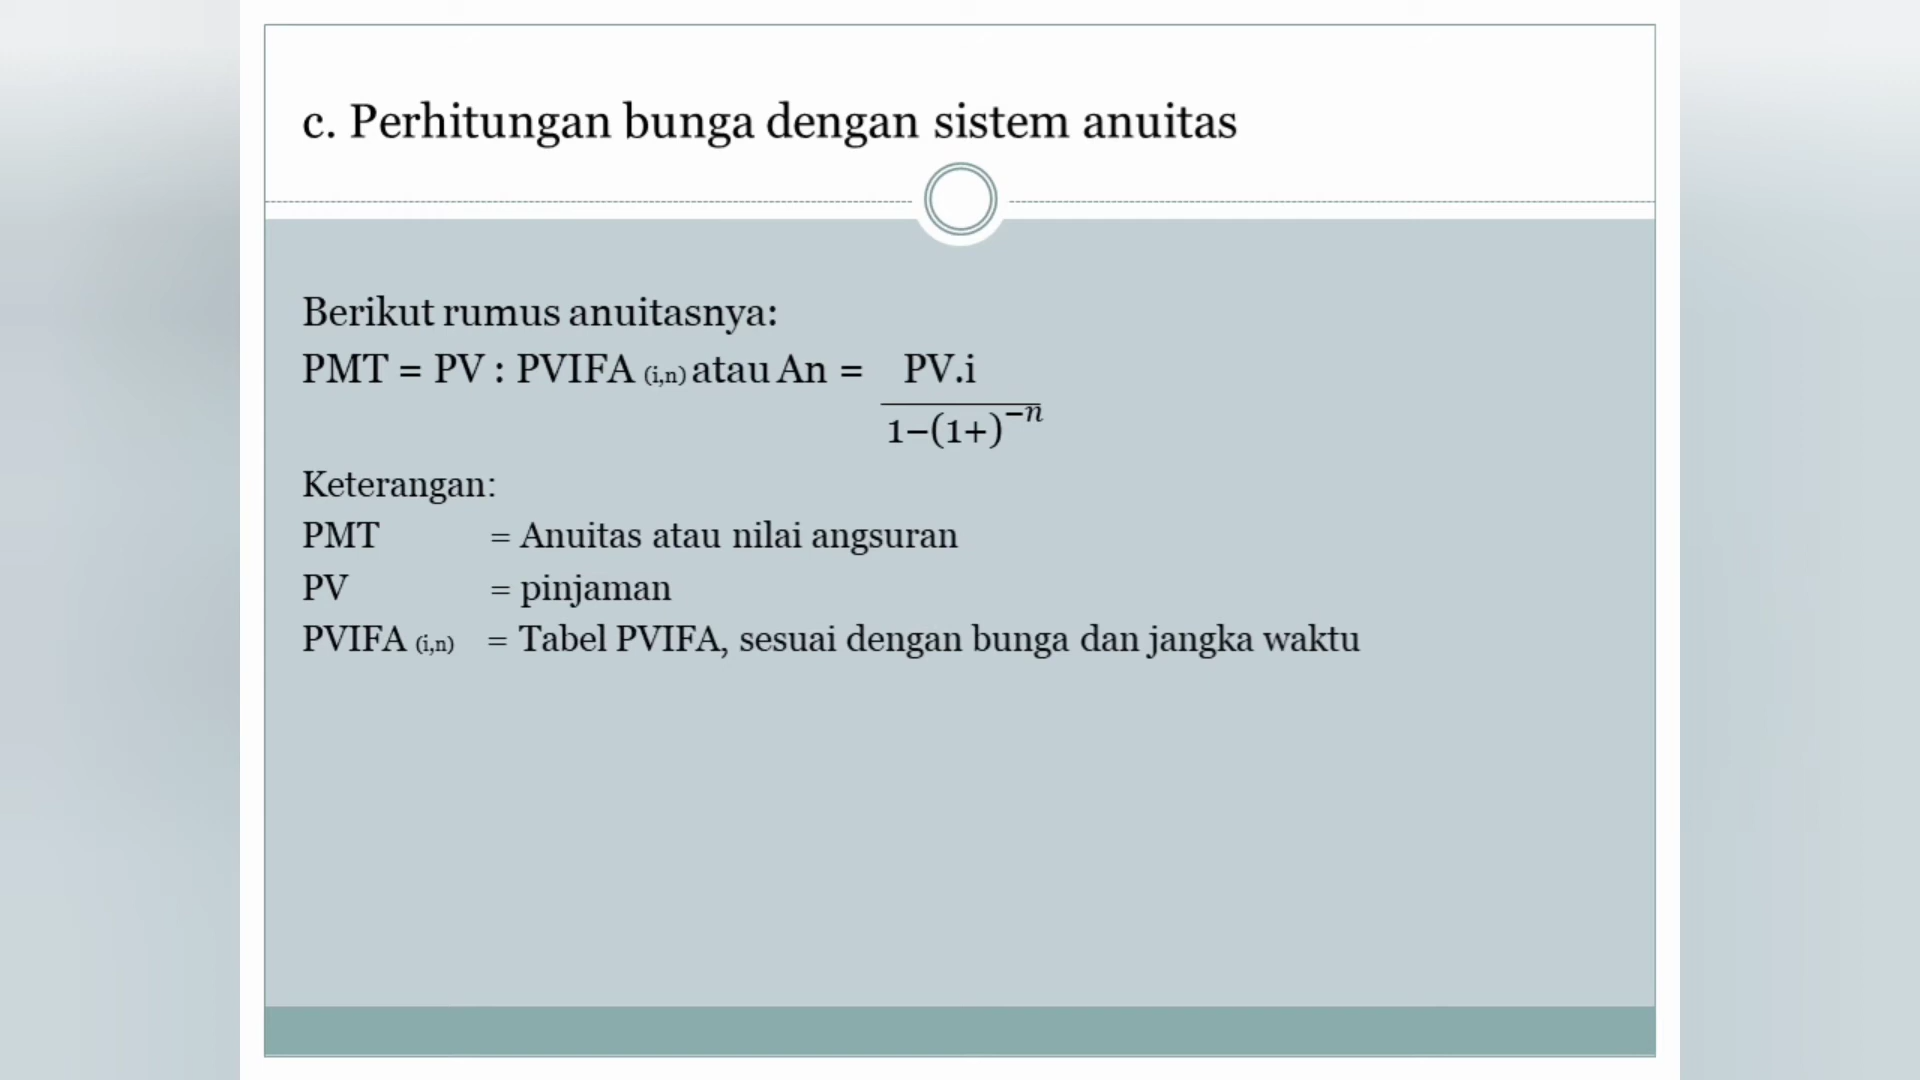 c. Perhitungan bunga dengan sistem anuitas
Berikut rumus anuitasnya:
PMT = PV : PVIFA (i,n) atau An = PV.i
1−(1+)−n
Keterangan:
PMT = Anuitas atau nilai angsuran
PV = pinjaman
PVIFA (i,n) = Tabel PVIFA, sesuai dengan bunga dan jangka waktu